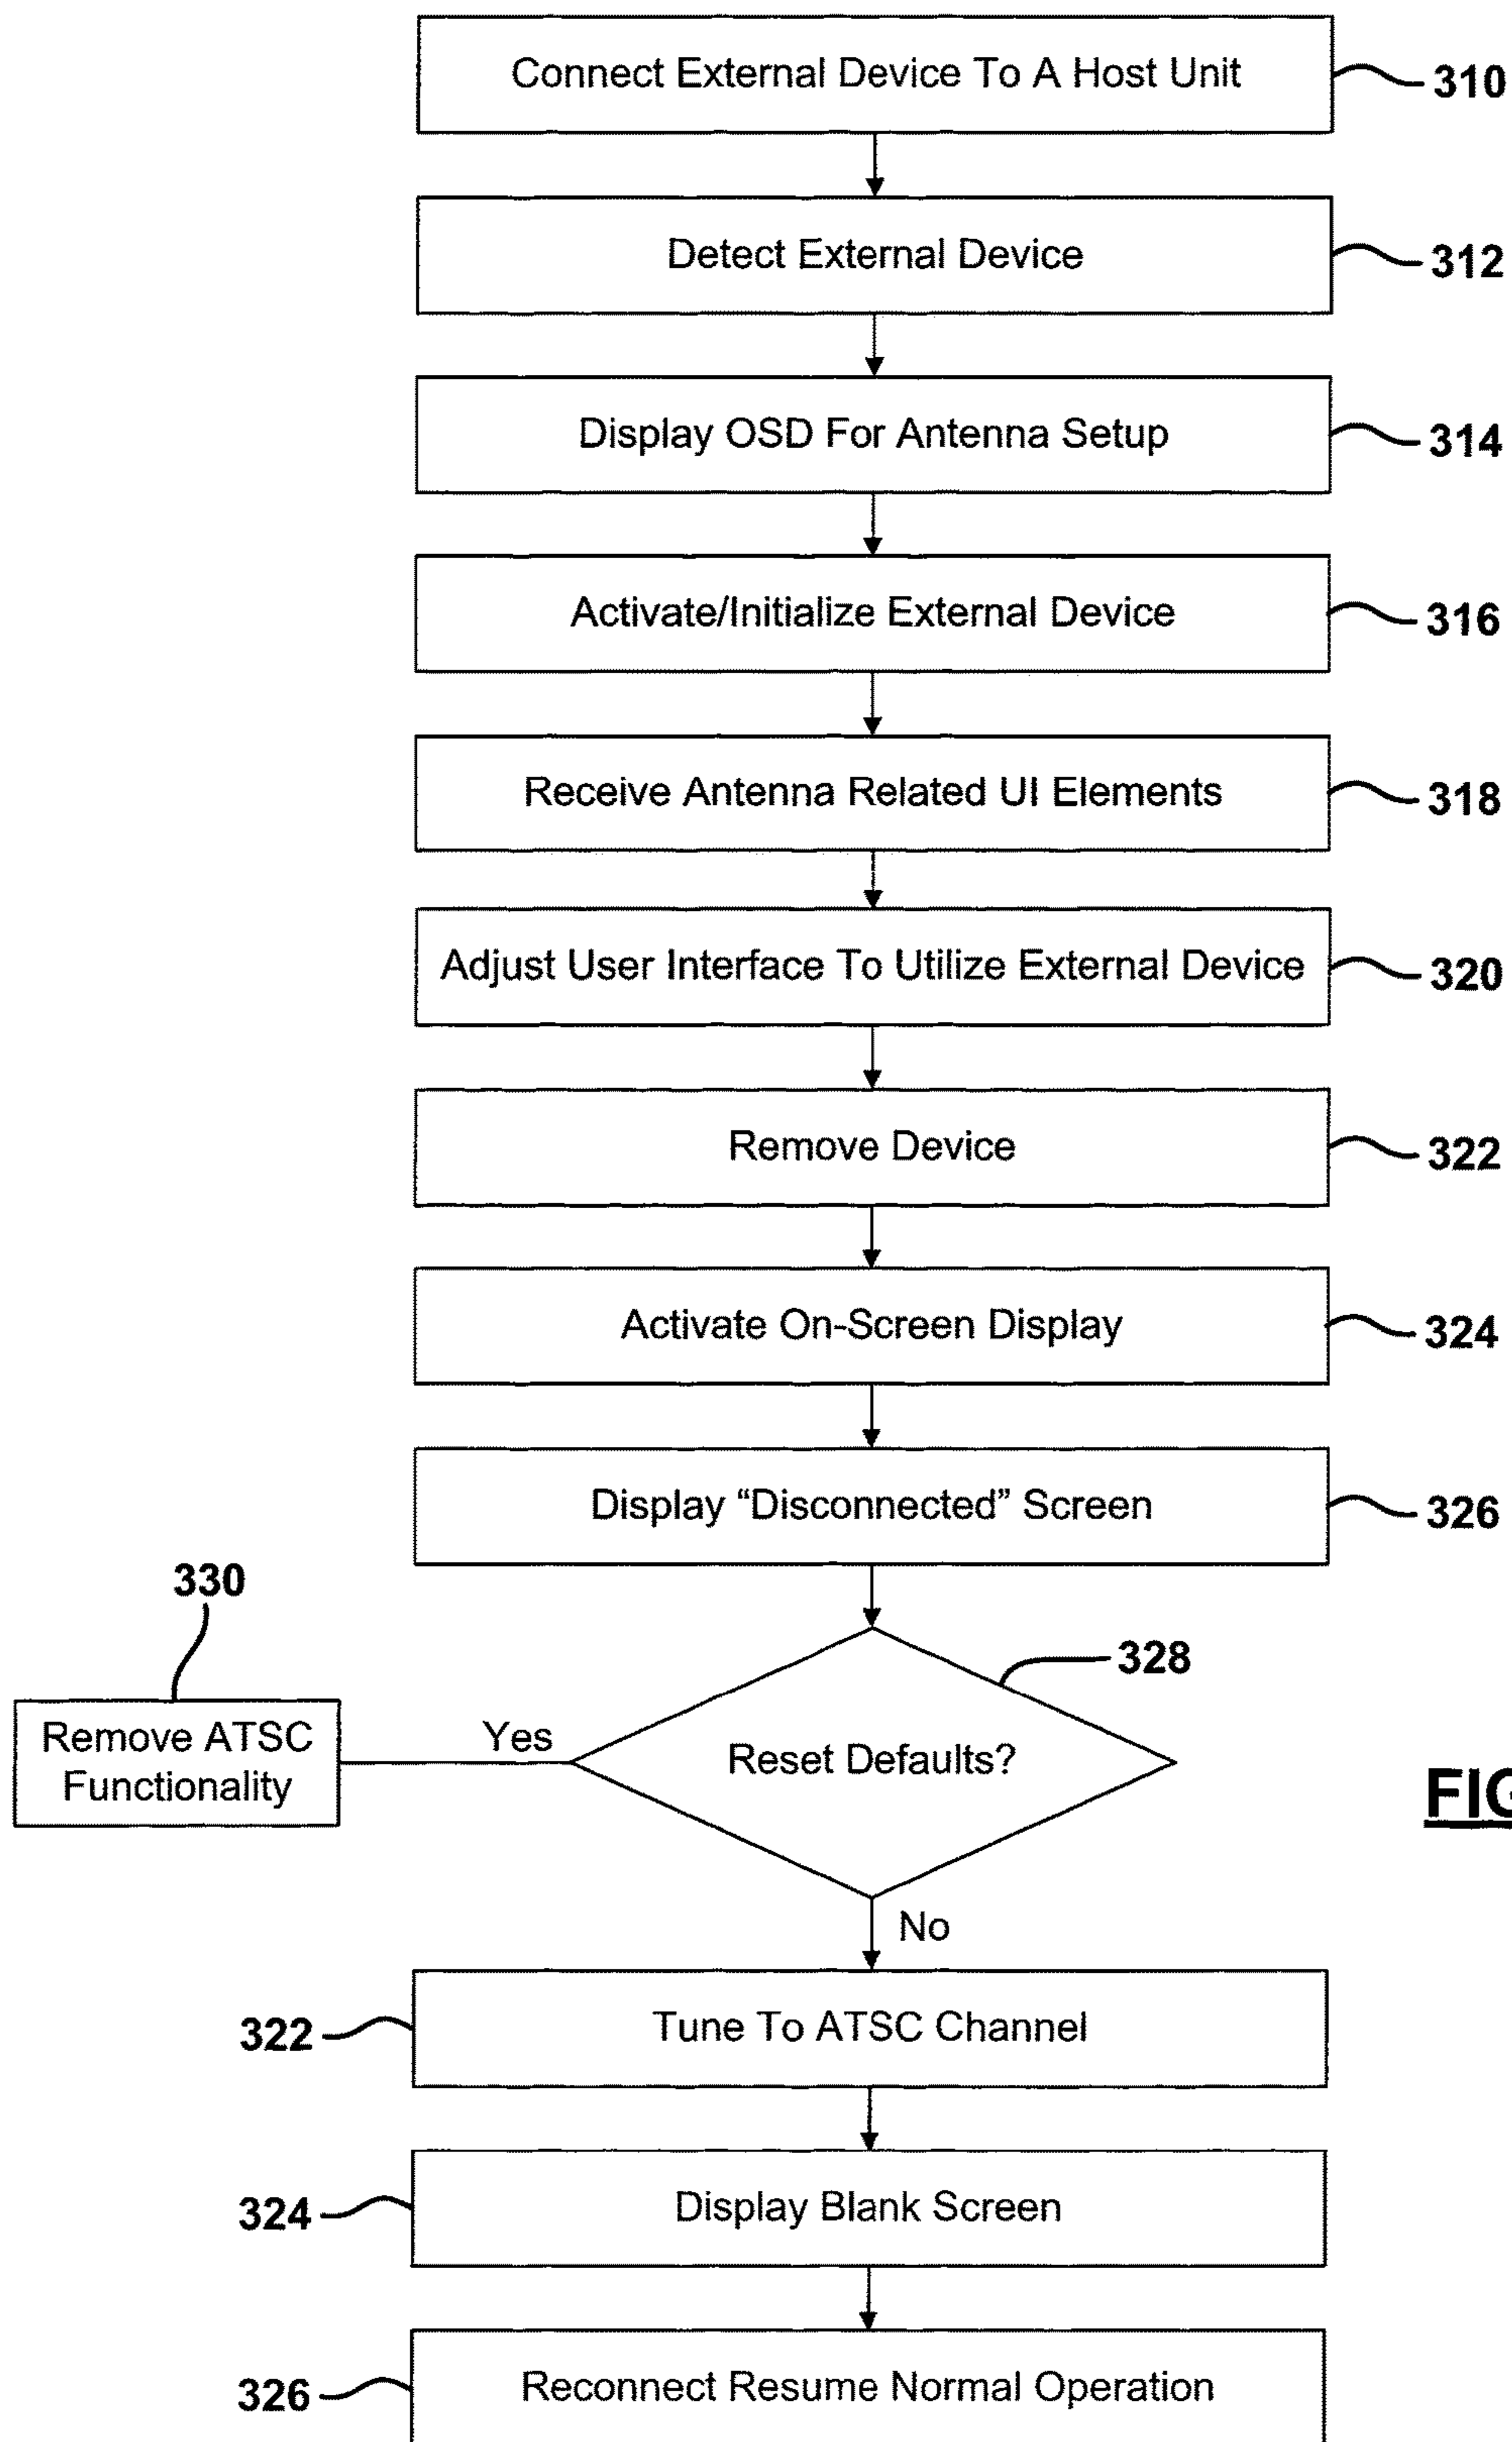 Connect External Device To A Host Unit
310
Detect External Device
312
Display OSD For Antenna Setup
314
Activate/Initialize External Device
316
Receive Antenna Related UI Elements
318
Adjust User Interface To Utilize External Device
320
Remove Device
322
Activate On-Screen Display
324
Display “Disconnected” Screen
326
330
328
Remove ATSC
Functionality
Yes
Reset Defaults?
FIG
No
322
Tune To ATSC Channel
324
Display Blank Screen
326
Reconnect Resume Normal Operation